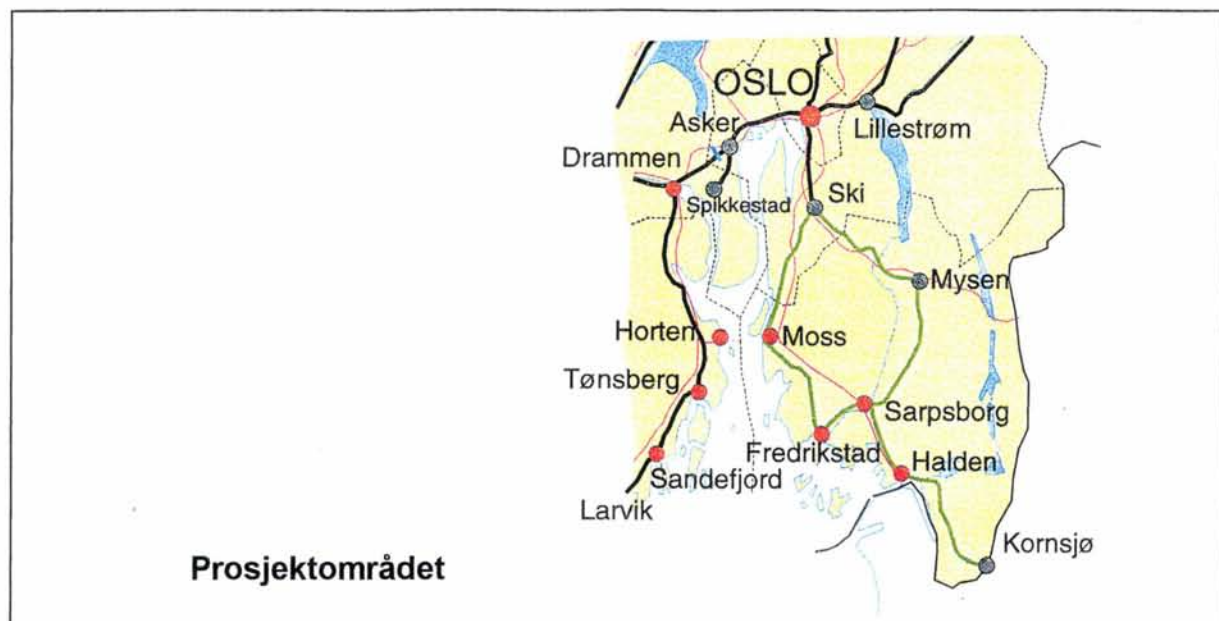 OSLO
Asker
Lillestrøm
Drammen
Spikkestad
Ski
Mysen
Horten
Moss
Tønsberg
Sarpsborg
Fredrikstad
Halden
Sandefjord
Larvik
Kornsjø
Prosjektområdet